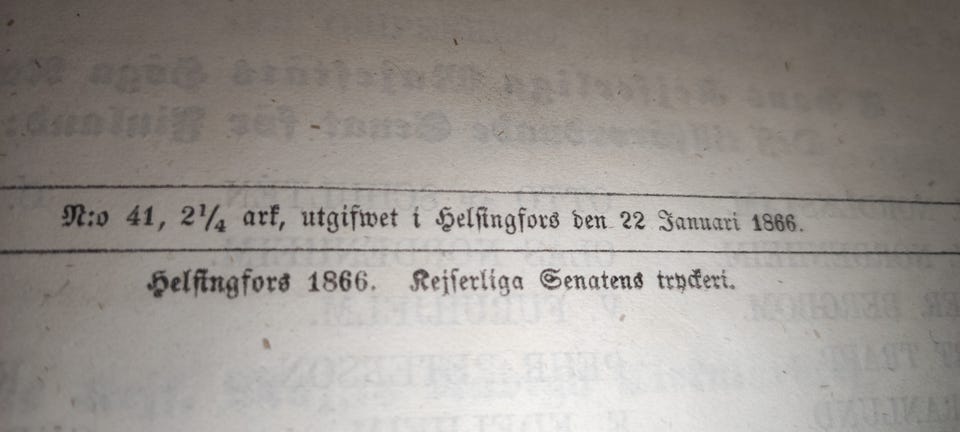 N:o 41, 2¼ ark, utgifwet i Helsingfors den 22 Januari 1866.
Helsingfors 1866. Kejserliga Senatens tryckeri.